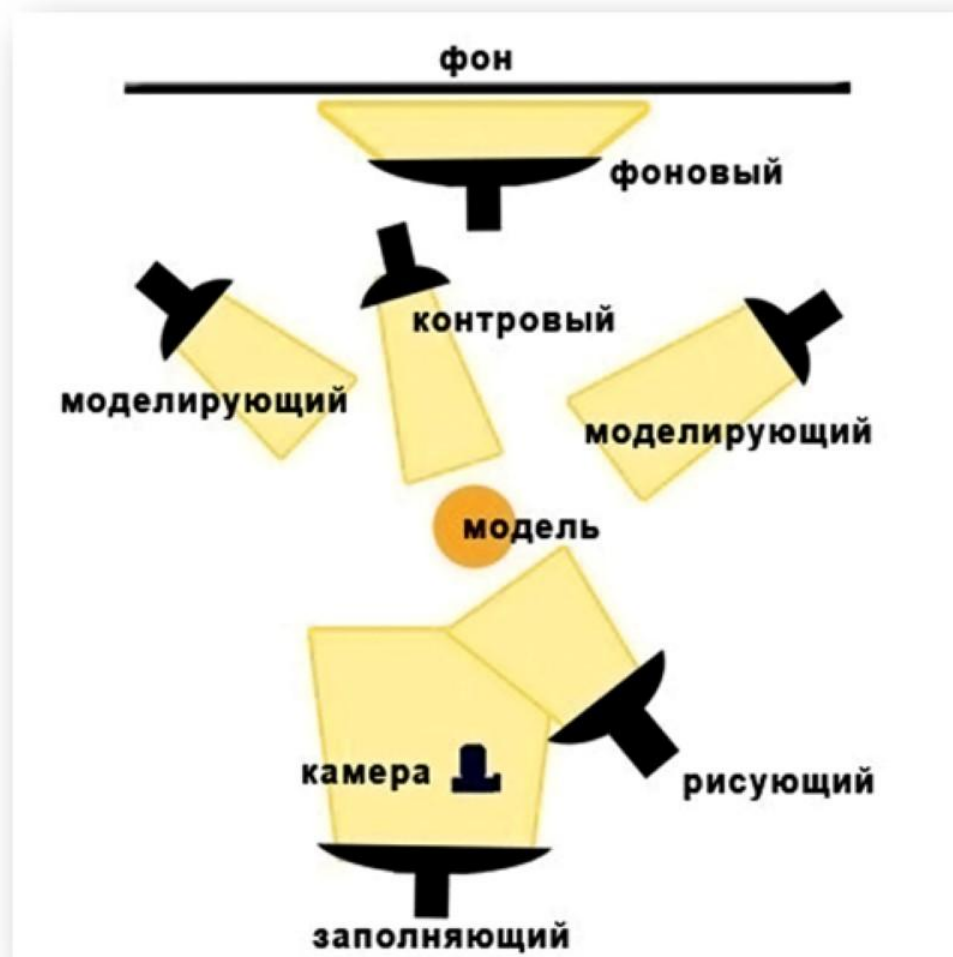 фон
фоновый
контровый
моделирующий
моделирующий
модель
камера
рисующий
заполняющий